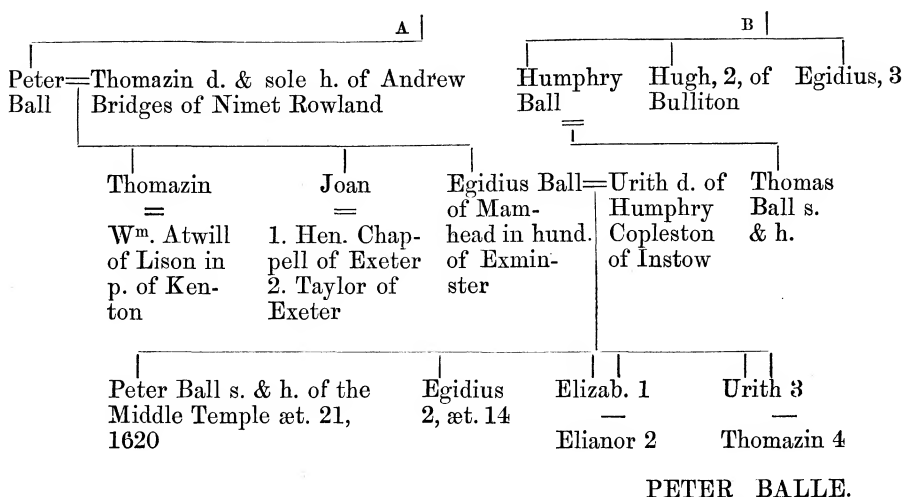 A
B
Peter=Thomazin d. & sole h. of Andrew
Ball
Bridges of Nimet Rowland
Humphry
Ball
=
Hugh, 2, of
Bulliton
Egidius, 3
Thomazin
=
Wm. Atwill
of Lison in
p. of Ken-
ton
Joan
=
1. Hen. Chap-
pell of Exeter
2. Taylor of
Exeter
Egidius Ball=Urith d. of
of Mam-
head in hund.
of Exmin-
ster
Humphry
Copleston
of Instow
Thomas
Ball s.
& h.
Peter Ball s. & h. of the
Middle Temple æt. 21,
1620
Egidius
2, æt. 14
Elizab. 1
—
Elianor 2
Urith 3
—
Thomazin 4
PETER BALLE.